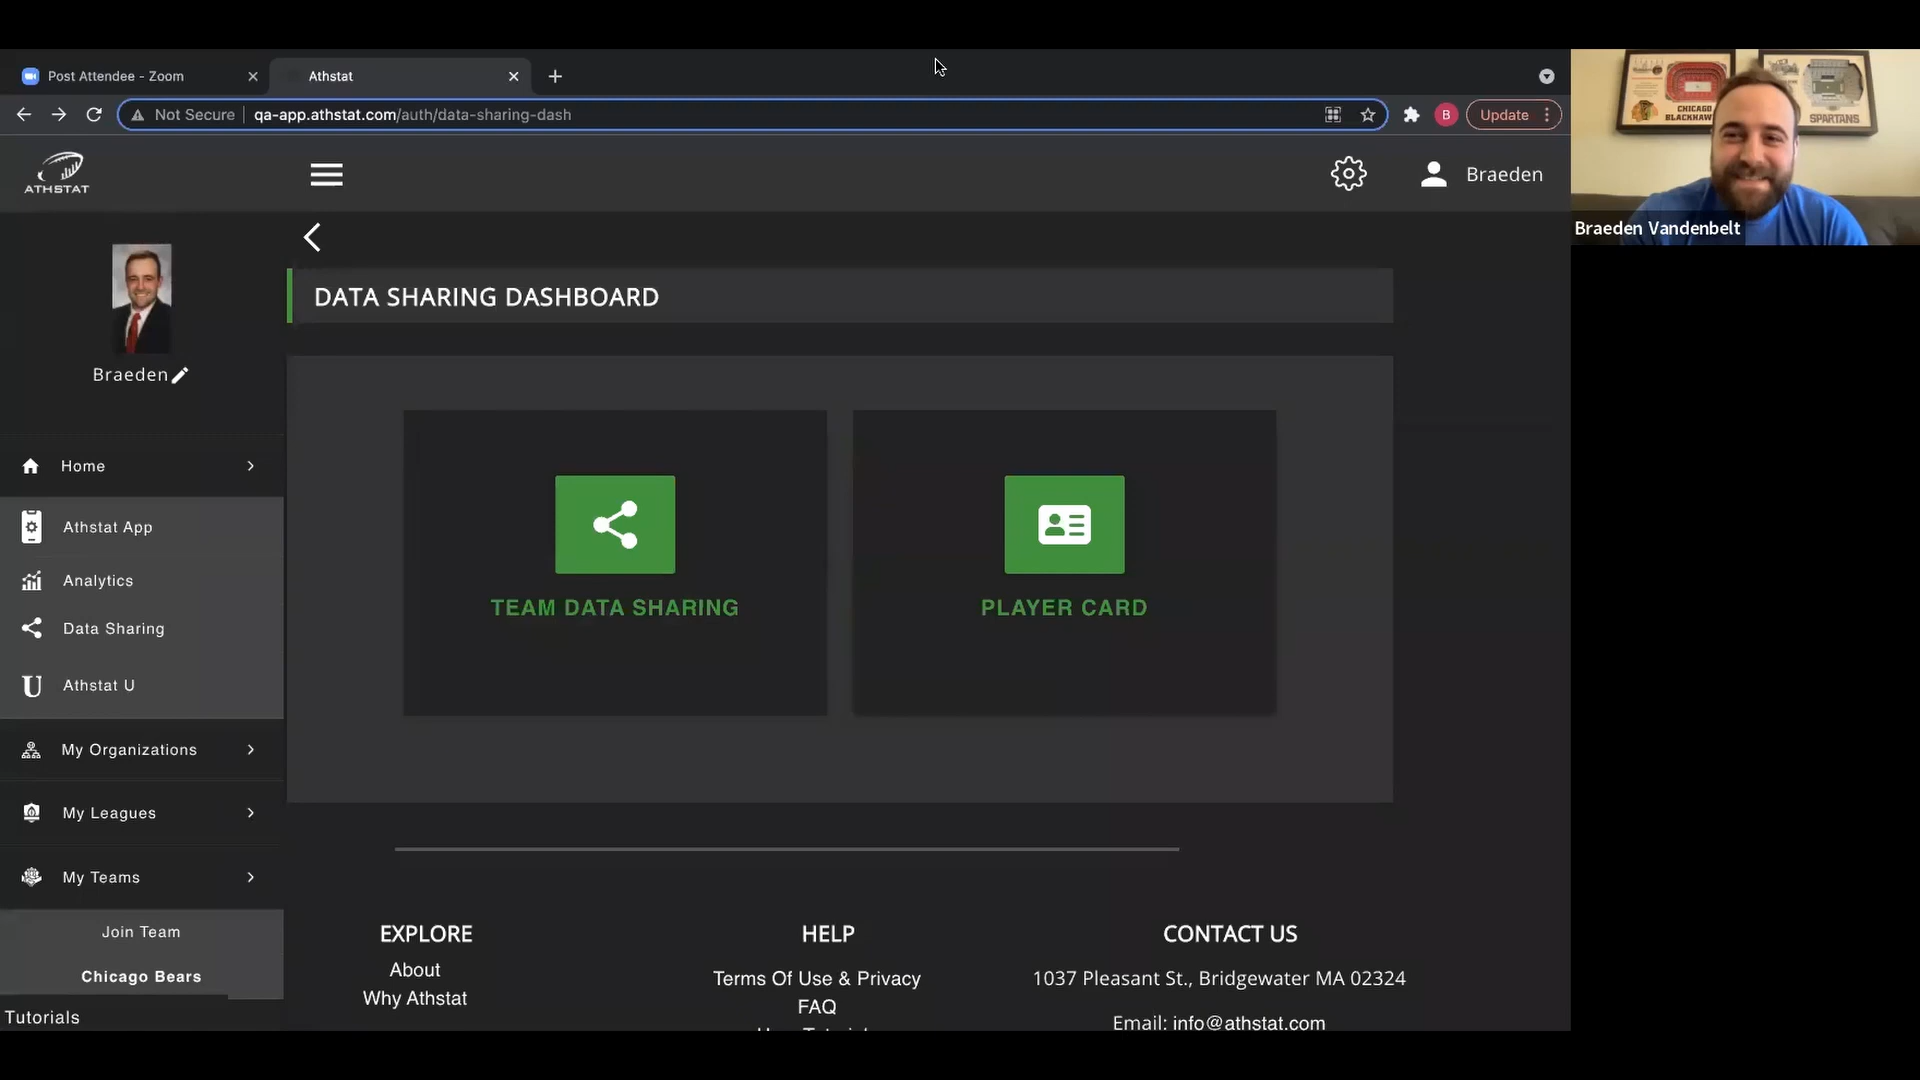 Post Attendee - Zoom
Athstat
Not Secure
qa-app.athstat.com/auth/data-sharing-dash
B
Update
CHICAGO
SPARTANS
Braeden Vandenbelt
ATHSTAT
Braeden
Braeden
DATA SHARING DASHBOARD
TEAM DATA SHARING
PLAYER CARD
Home
Athstat App
Analytics
Data Sharing
U Athstat U
My Organizations
My Leagues
My Teams
Join Team
Chicago Bears
Tutorials
EXPLORE
About
Why Athstat
HELP
Terms Of Use & Privacy
FAQ
CONTACT US
1037 Pleasant St., Bridgewater MA 02324
Email: info@athstat.com